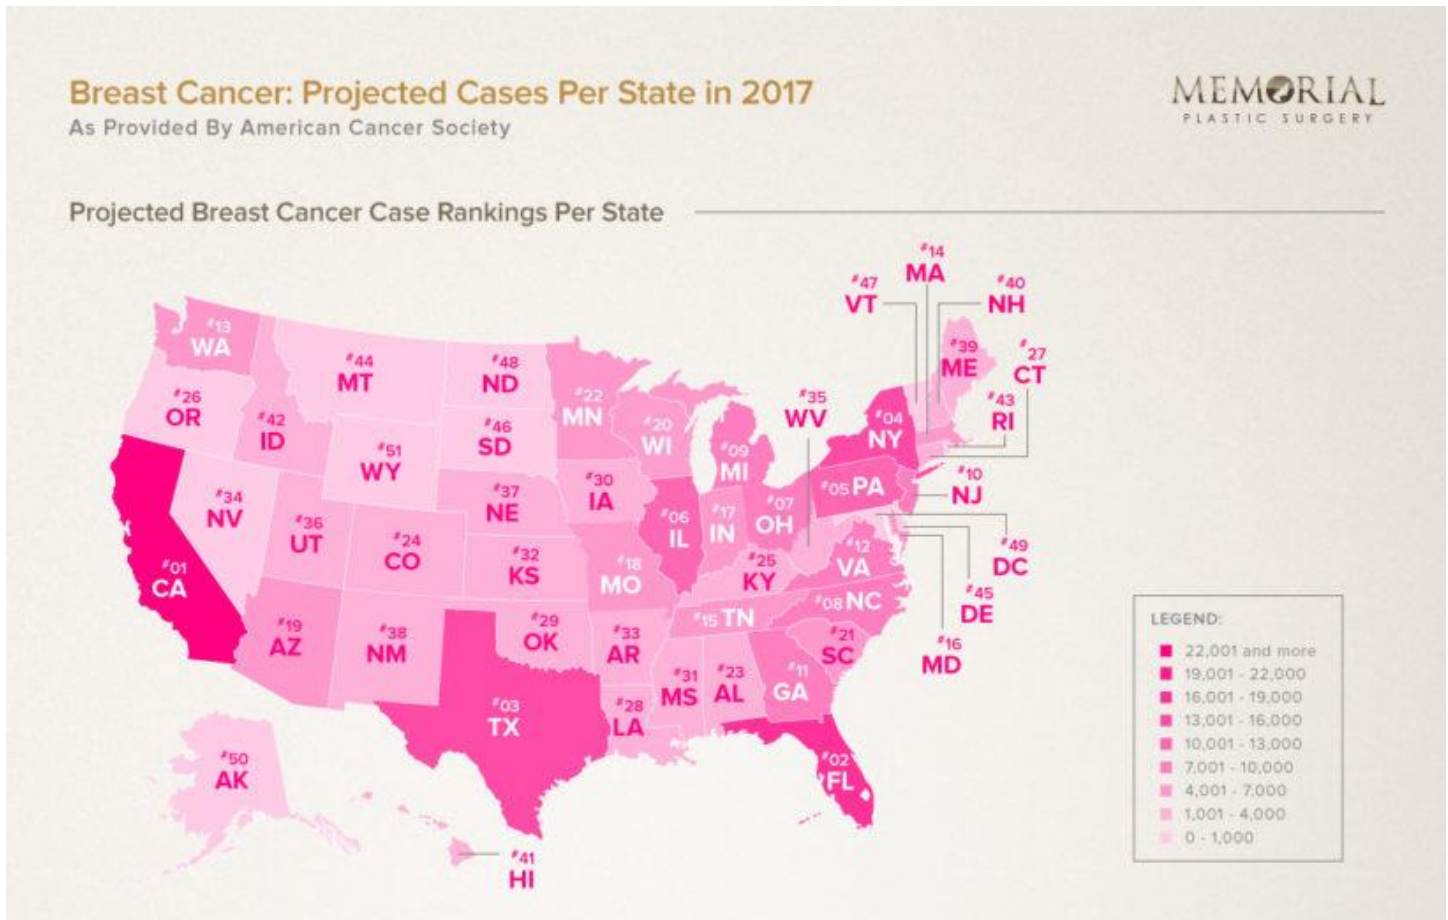 Breast Cancer: Projected Cases Per State in 2017
As Provided By American Cancer Society
MEMORIAL
PLASTIC SURGERY
Projected Breast Cancer Case Rankings Per State
#14
MA
#47
VT
#40
NH
#13
WA
#44
MT
#48
ND
#39
ME
#27
CT
#26
OR
#42
ID
#22
MN
#35
WV
#43
RI
#46
SD
#20
WI
#04
NY
#51
WY
#09
MI
#10
NJ
#34
NV
#37
NE
#30
IA
#05 PA
#36
UT
#24
CO
#06
IL
#17
IN
#07
OH
#49
DC
#01
CA
#32
KS
#18
MO
#25
KY
#12
VA
#45
DE
#19
AZ
#38
NM
#29
OK
#33
AR
#15 TN
#08 NC
#21
SC
#16
MD
#03
TX
#28
LA
#31
MS
#23
AL
#11
GA
#50
AK
#02
FL
#41
HI
LEGEND:
22,001 and more
19,001 - 22,000
16,001 - 19,000
13,001 - 16,000
10,001 - 13,000
7,001 - 10,000
4,001 - 7,000
1,001 - 4,000
0 - 1,000